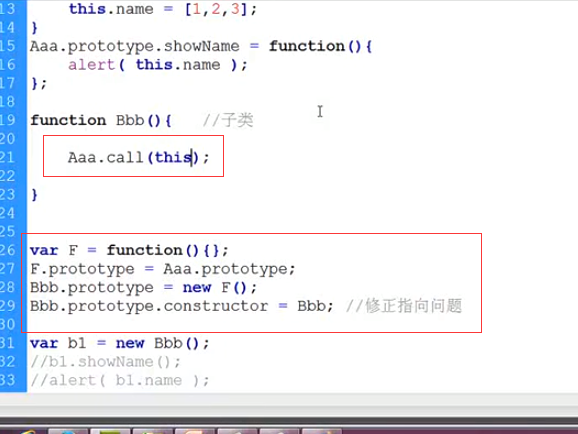 13 this.name = [1,2,3];
14 }
15 Aaa.prototype.showName = function(){
16 alert( this.name );
17 };
18
19 function Bbb(){ //子类
20
21 Aaa.call(this);
22
23 }
24
25
26 var F = function(){};
27 F.prototype = Aaa.prototype;
28 Bbb.prototype = new F();
29 Bbb.prototype.constructor = Bbb; //修正指向问题
30
31 var b1 = new Bbb();
32 //b1.showName();
33 //alert( b1.name );